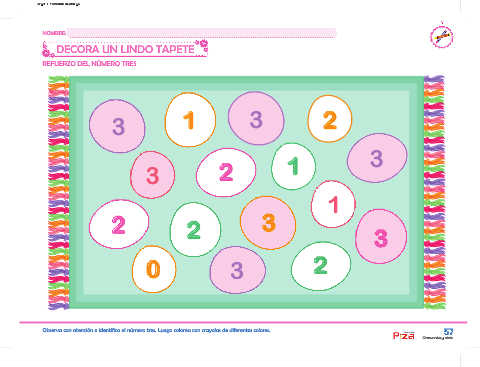 NOMBRE:
DECORA UN LINDO TAPETE
REFUERZO DEL NÚMERO TRES
3 1 3 2
3
3 2 1
1
2 2 3 3
0 3 2
Observa con atención e identifica el número tres. Luego colorea con crayolas de diferentes colores.
57